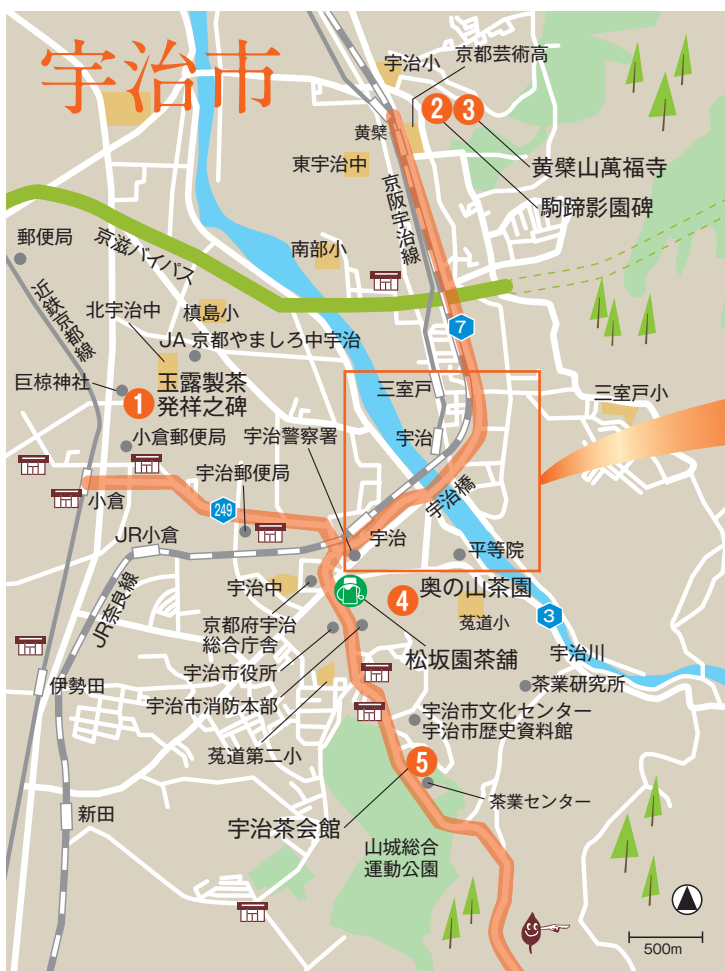 宇治市
宇治小
京都芸術高
黄檗
2
3
東宇治中
黄檗山萬福寺
駒蹄影園碑
京阪宇治線
郵便局
京滋バイパス
南部小
近鉄京都線
北宇治中
槙島小
7
JA 京都やましろ中宇治
巨椋神社
1
玉露製茶
発祥之碑
三室戸
三室戸小
小倉郵便局
宇治警察署
宇治
宇治郵便局
宇治橋
小倉
249
JR小倉
宇治
平等院
JR奈良線
宇治中
4
奥の山茶園
菟道小
3
京都府宇治
総合庁舎
松坂園茶舗
宇治川
宇治市役所
伊勢田
茶業研究所
宇治市消防本部
宇治市文化センター
宇治市歴史資料館
菟道第二小
5
新田
茶業センター
宇治茶会館
山城総合
運動公園
500m